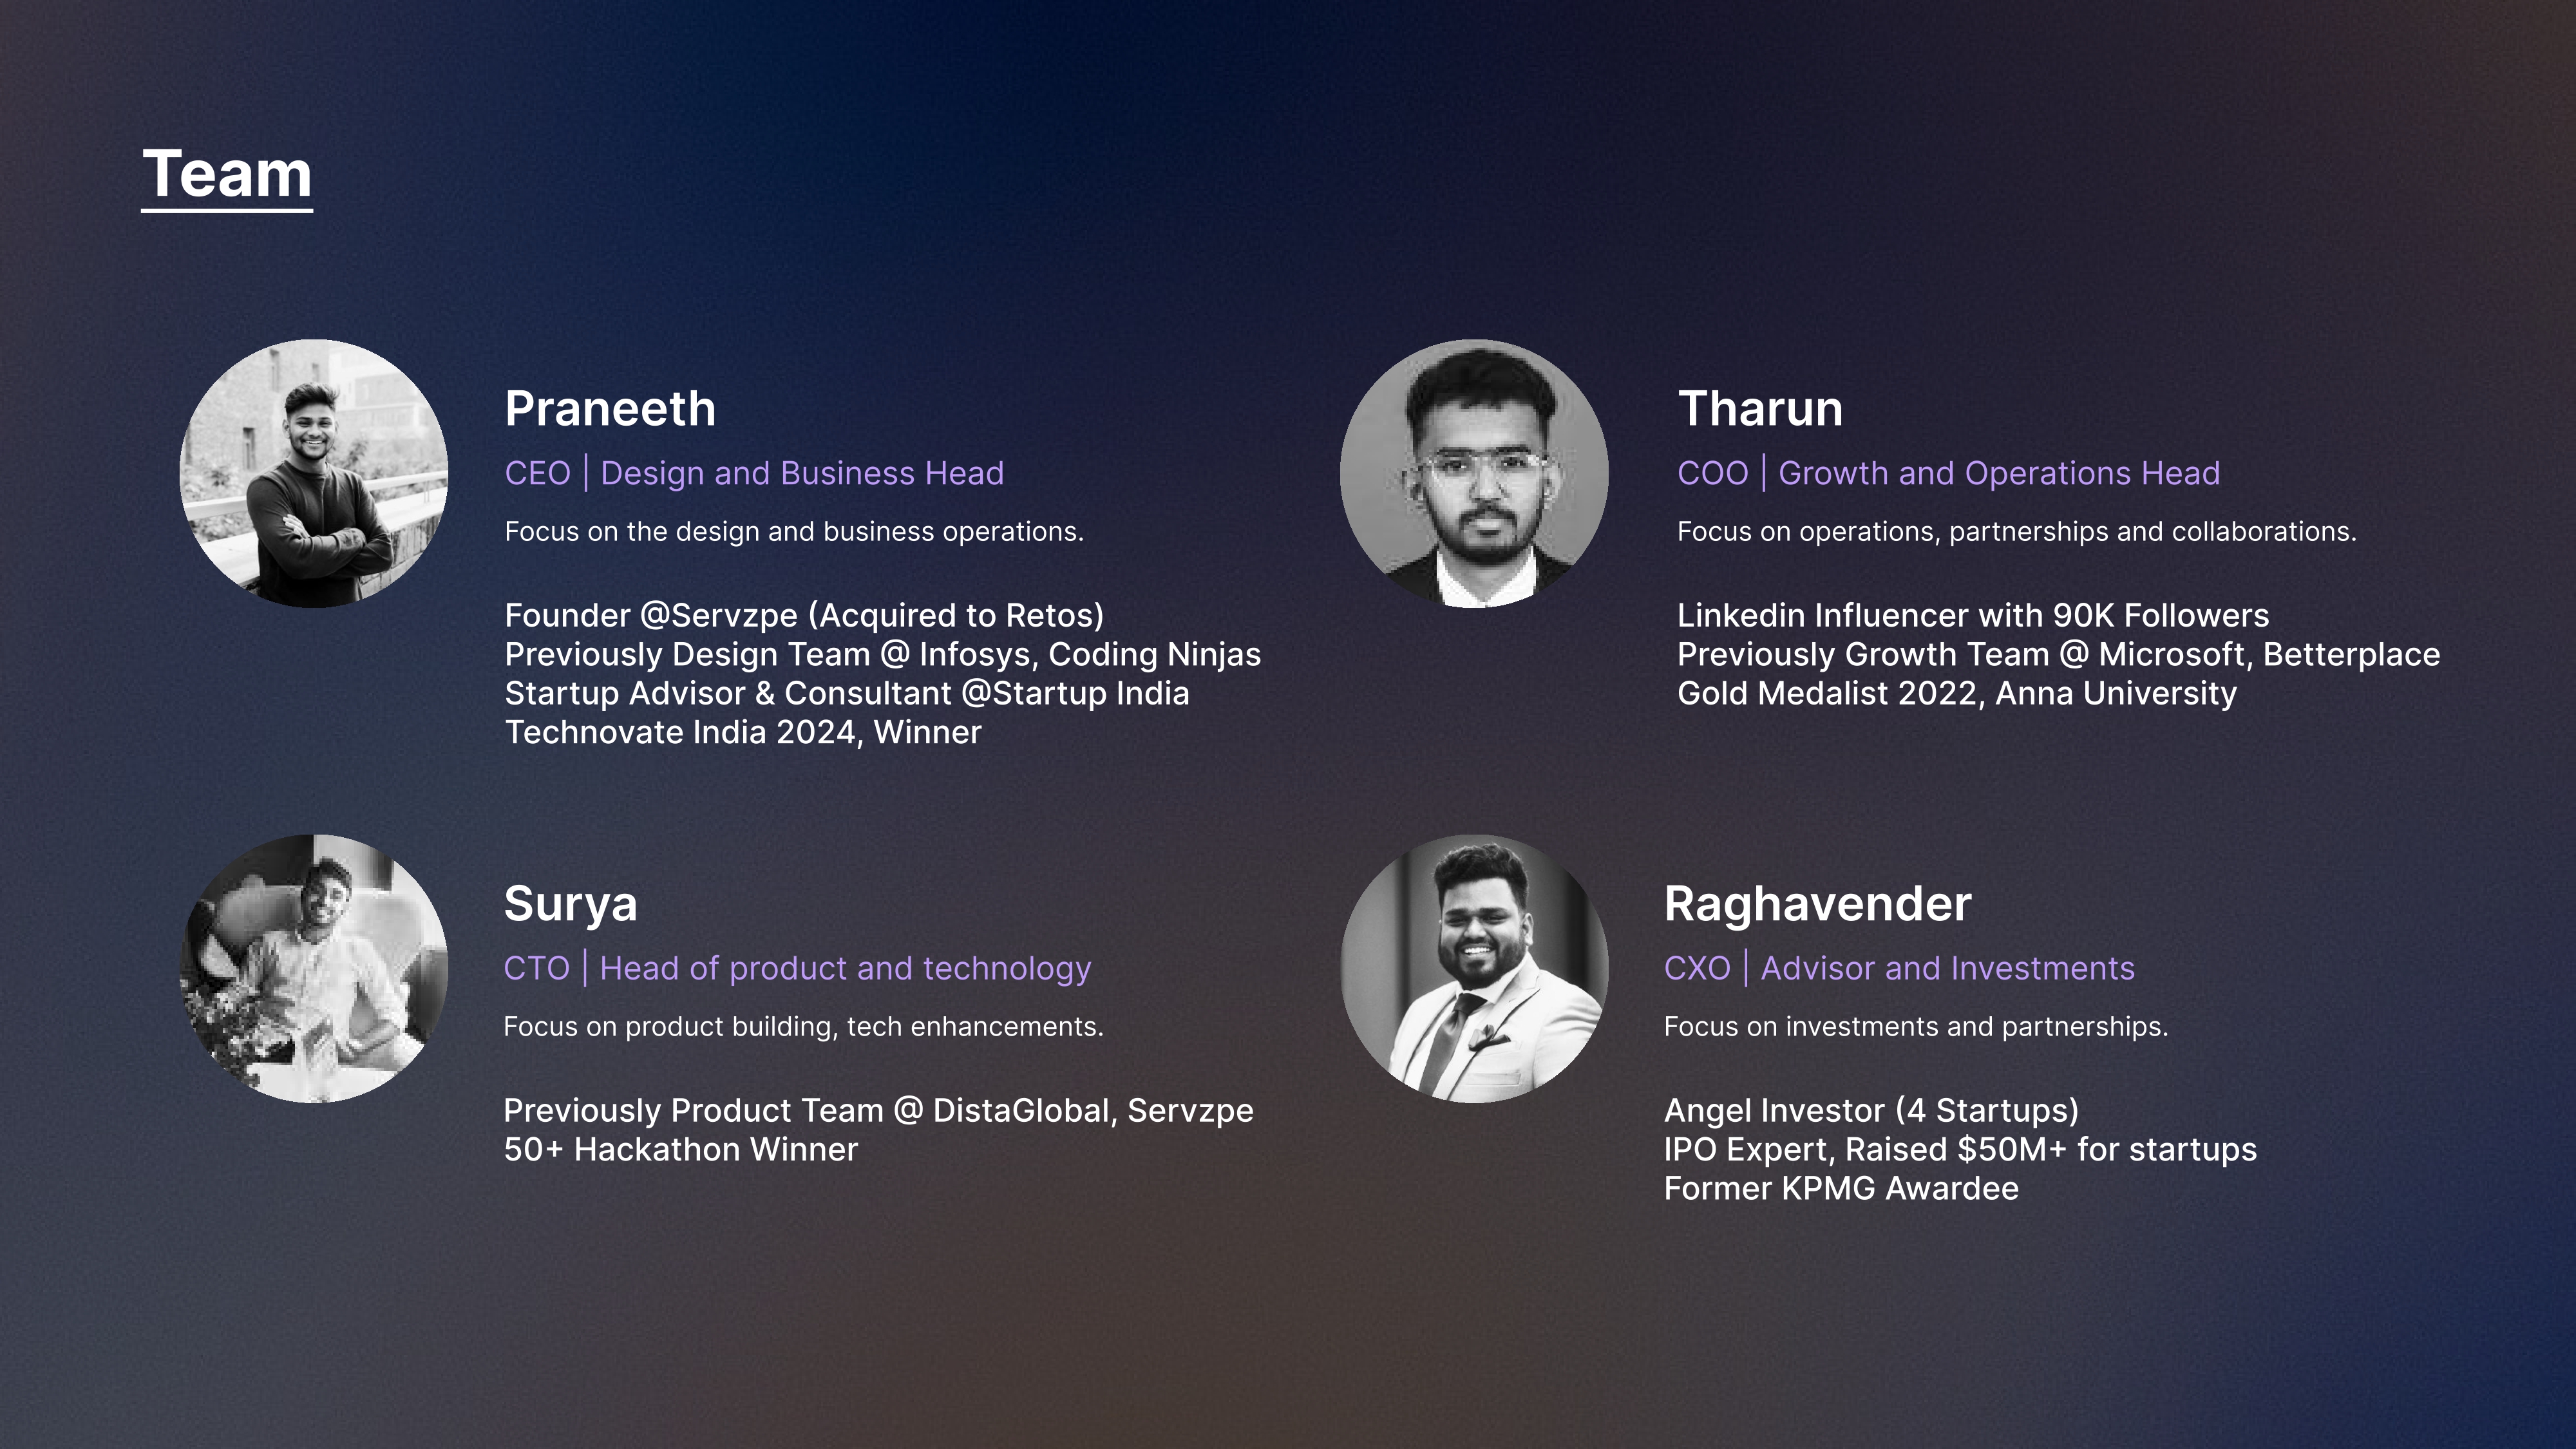 Team
Praneeth
CEO | Design and Business Head
Focus on the design and business operations.
Founder @Servzpe (Acquired to Retos)
Previously Design Team @ Infosys, Coding Ninjas
Startup Advisor & Consultant @Startup India
Technovate India 2024, Winner
Tharun
COO | Growth and Operations Head
Focus on operations, partnerships and collaborations.
Linkedin Influencer with 90K Followers
Previously Growth Team @ Microsoft, Betterplace
Gold Medalist 2022, Anna University
Surya
CTO | Head of product and technology
Focus on product building, tech enhancements.
Previously Product Team @ DistaGlobal, Servzpe
50+ Hackathon Winner
Raghavender
CXO | Advisor and Investments
Focus on investments and partnerships.
Angel Investor (4 Startups)
IPO Expert, Raised $50M+ for startups
Former KPMG Awardee